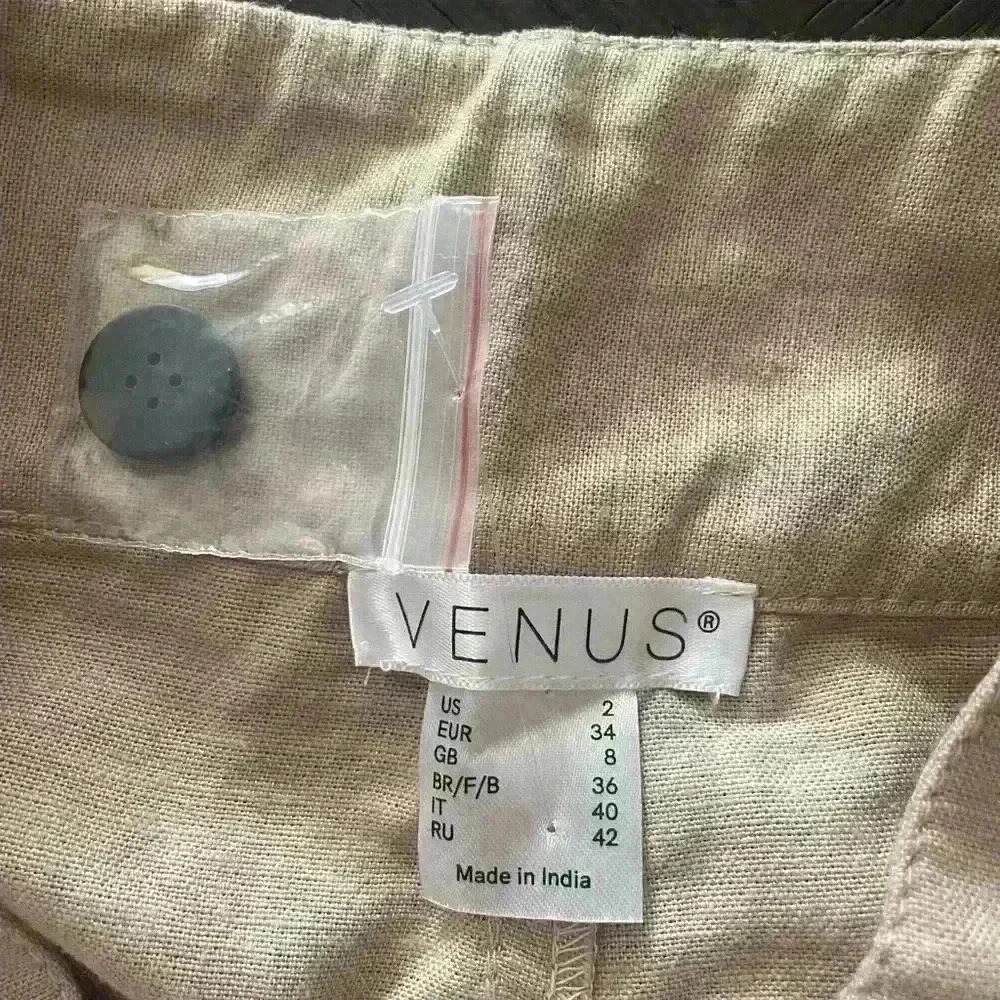 VENUS®
US 2
EUR 34
GB 8
BR/F/B 36
IT 40
RU 42
Made in India